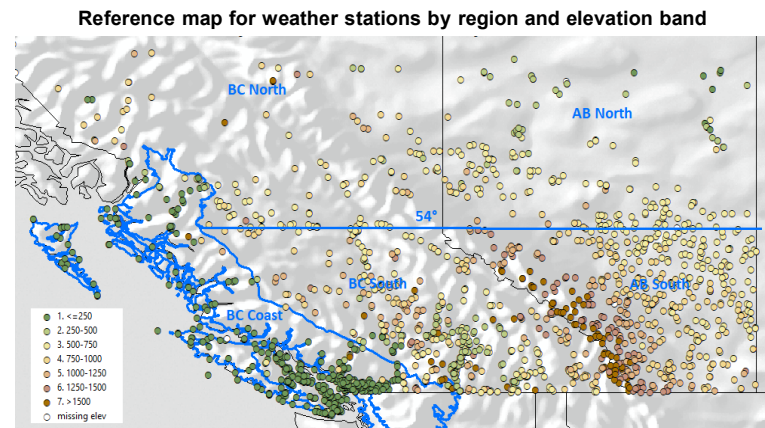 Reference map for weather stations by region and elevation band
BC North
AB North
54°
BC South
AB South
BC Coast
1. <=250
2. 250-500
3. 500-750
4. 750-1000
5. 1000-1250
6. 1250-1500
7. >1500
missing elev